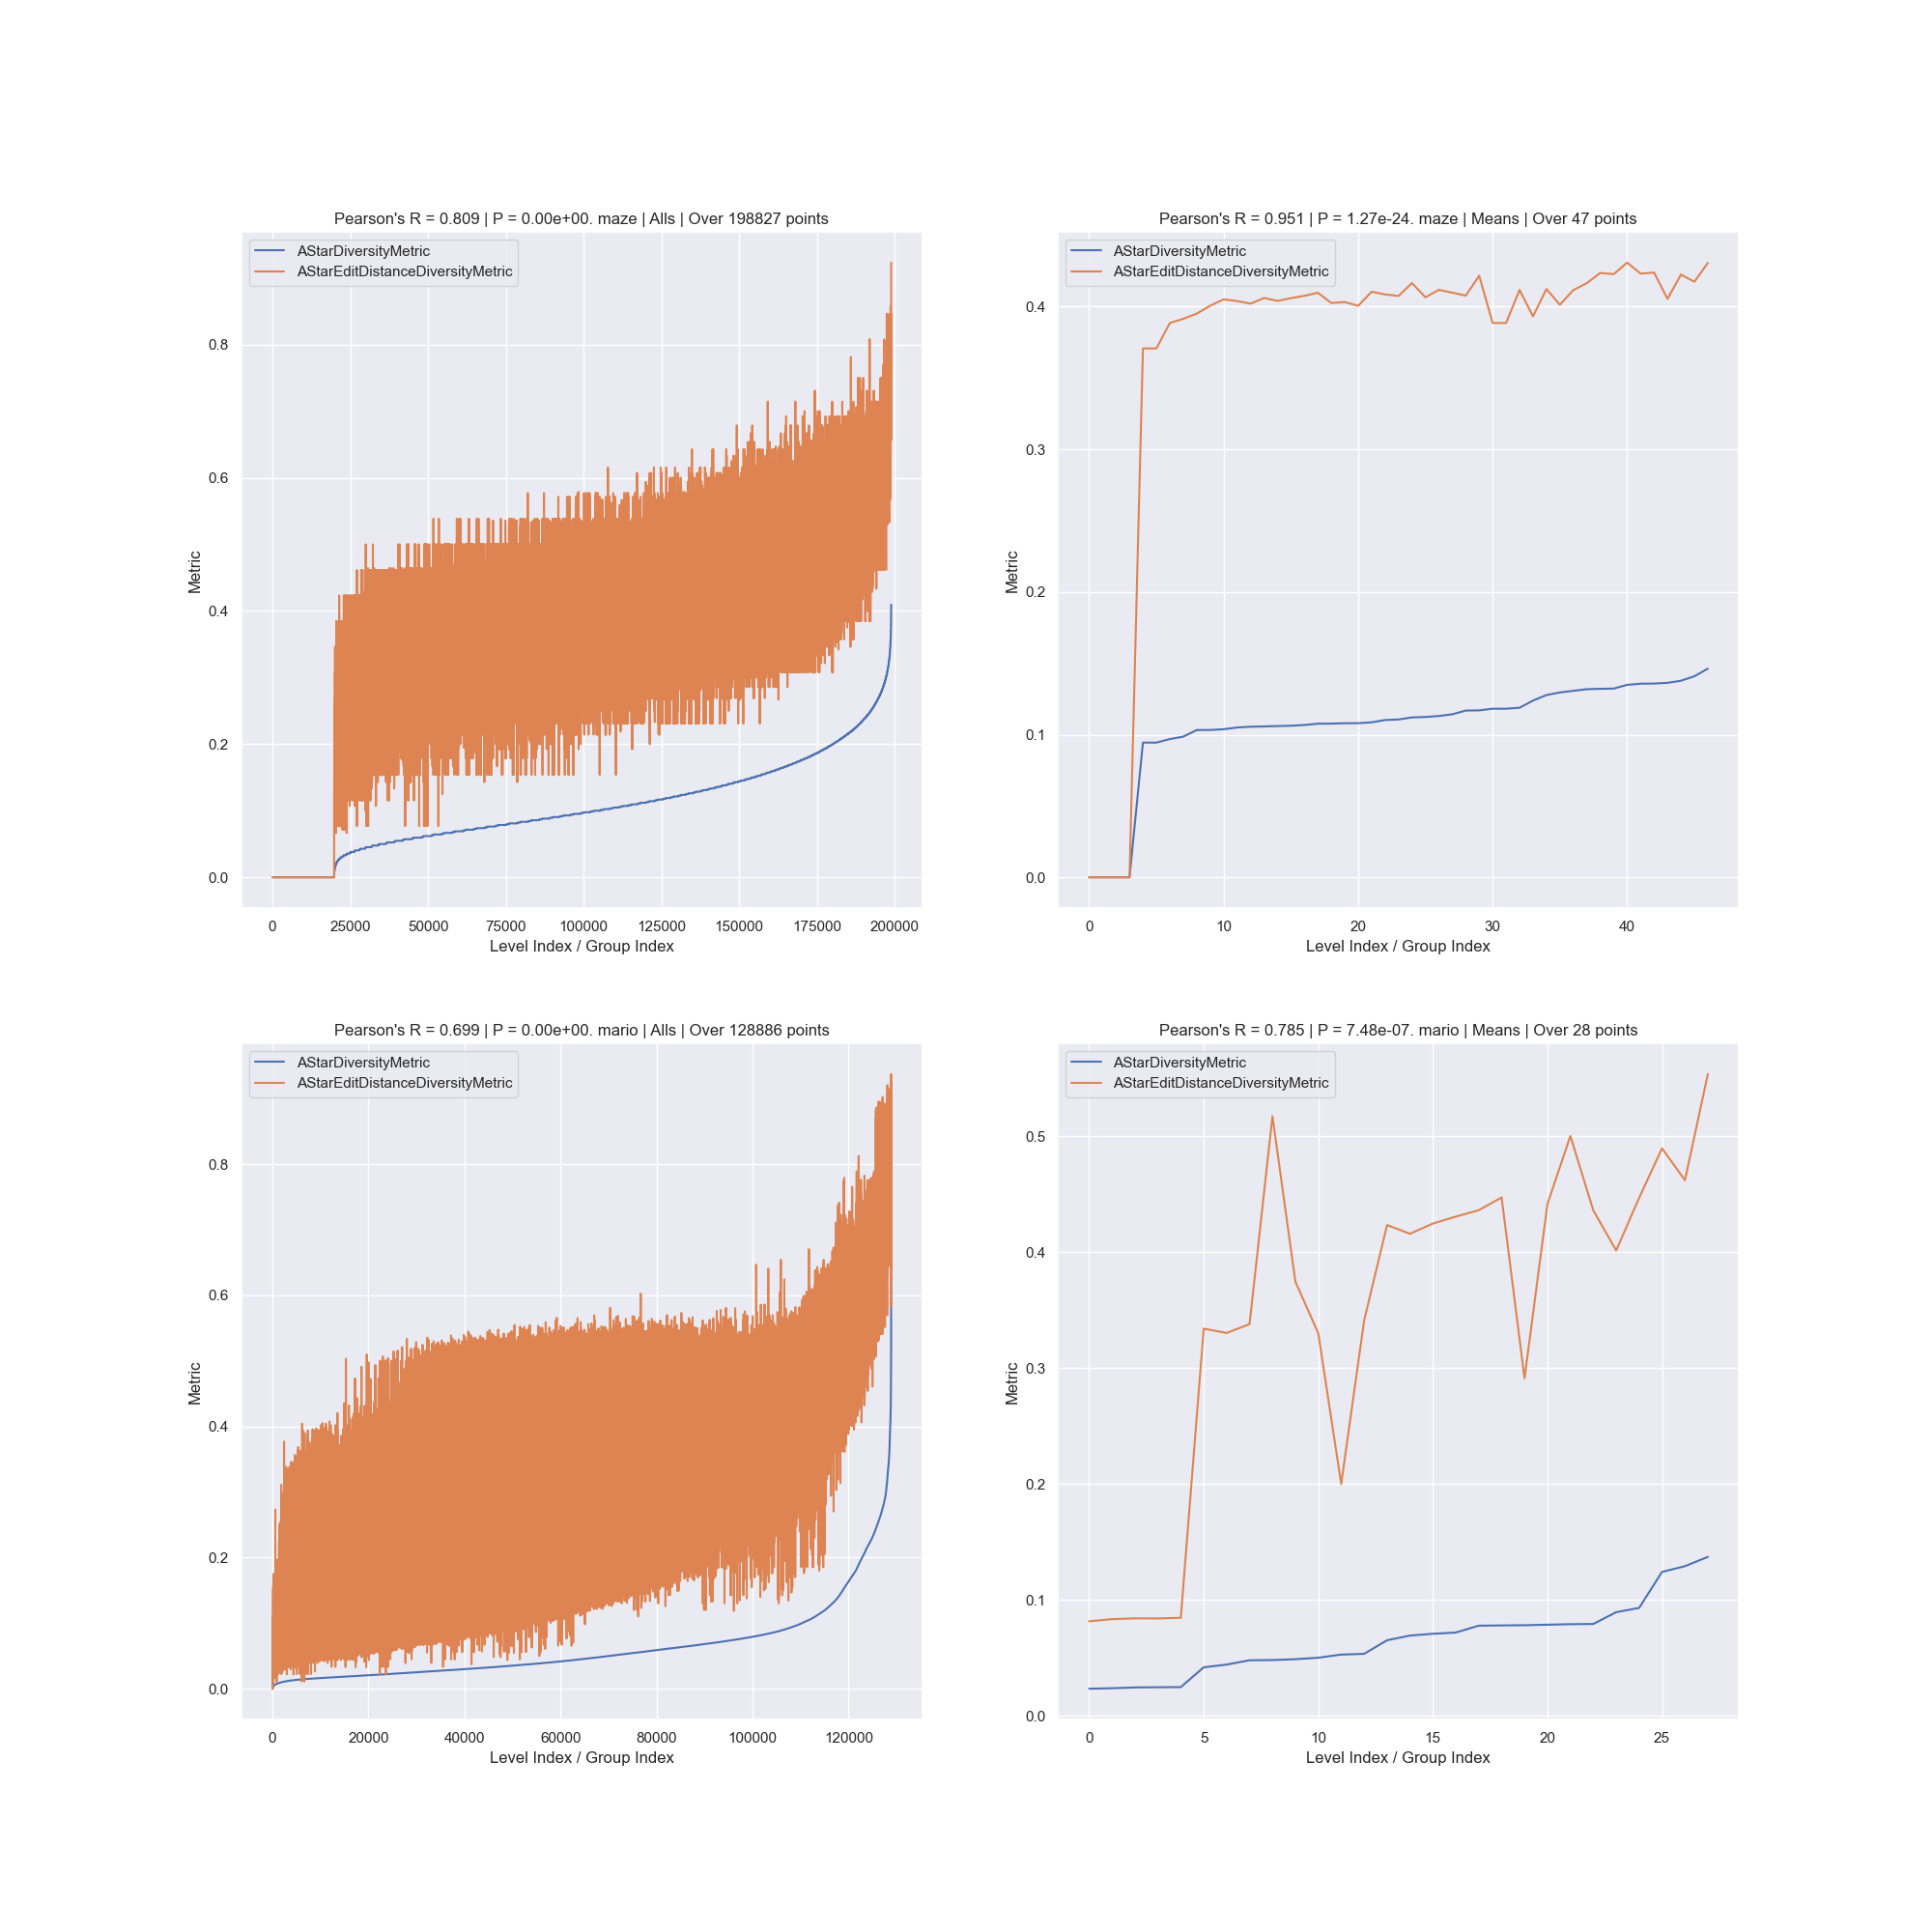 Pearson's R = 0.809 | P = 0.00e+00. maze | Alls | Over 198827 points
AStarDiversityMetric
AStarEditDistanceDiversityMetric
0.8
0.6
0.4
0.2
0.0
Metric
0 25000 50000 75000 100000 125000 150000 175000 200000
Level Index / Group Index
Pearson's R = 0.951 | P = 1.27e-24. maze | Means | Over 47 points
AStarDiversityMetric
AStarEditDistanceDiversityMetric
0.4
0.3
0.2
0.1
0.0
Metric
0 10 20 30 40
Level Index / Group Index
Pearson's R = 0.699 | P = 0.00e+00. mario | Alls | Over 128886 points
AStarDiversityMetric
AStarEditDistanceDiversityMetric
0.8
0.6
0.4
0.2
0.0
Metric
0 20000 40000 60000 80000 100000 120000
Level Index / Group Index
Pearson's R = 0.785 | P = 7.48e-07. mario | Means | Over 28 points
AStarDiversityMetric
AStarEditDistanceDiversityMetric
0.5
0.4
0.3
0.2
0.1
0.0
Metric
0 5 10 15 20 25
Level Index / Group Index